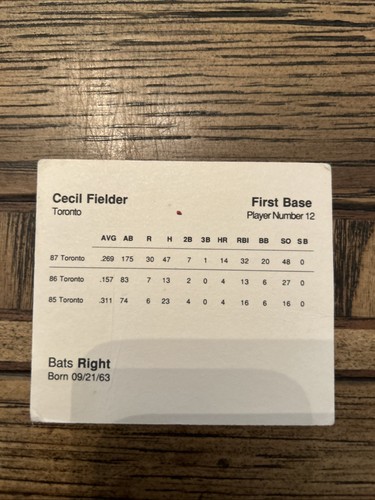 Cecil Fielder First Base
Toronto Player Number 12
AVG AB R H 2B 3B HR RBI BB SO SB
87 Toronto .269 175 30 47 7 1 14 32 20 48 0
86 Toronto .157 83 7 13 2 0 4 13 6 27 0
85 Toronto .311 74 6 23 4 0 4 16 6 16 0
Bats Right
Born 09/21/63